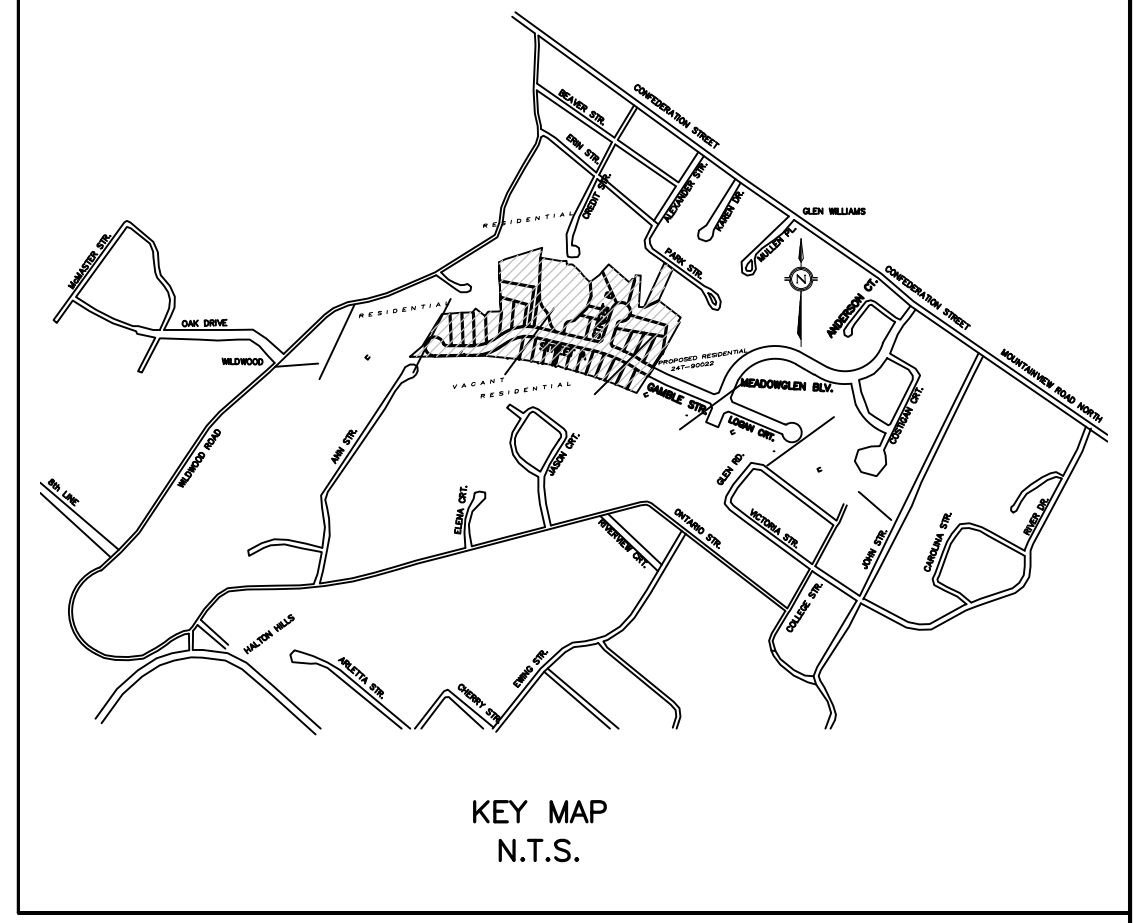 CONFEDERATION STREET
BEAVER STR.
ERIN STR.
CREDIT STR.
ALEXANDER STR.
KAREN DR.
MULLEN PL.
GLEN WILLIAMS
RESIDENTIAL
PARK STR.
N
McMASTER STR.
OAK DRIVE
WILDWOOD
RESIDENTIAL
ANDERSON CT.
CONFEDERATION STREET
MOUNTAINVIEW ROAD NORTH
STREET A
PROPOSED RESIDENTIAL
24T-90022
VACANT
RESIDENTIAL
GAMBLE STR.
MEADOWGLEN BLV.
LOGAN CRT.
COSTIGAN CRT.
WILDWOOD ROAD
ANN STR.
JASON CRT.
GLEN RD.
8th LINE
ELENA CRT.
RIVERVIEW CRT.
ONTARIO STR.
VICTORIA STR.
JOHN STR.
CAROLINA STR.
RIVER DR.
COLLEGE STR.
HALTON HILLS
ARLETTA STR.
CHERRY STR.
EWING STR.
KEY MAP
N.T.S.